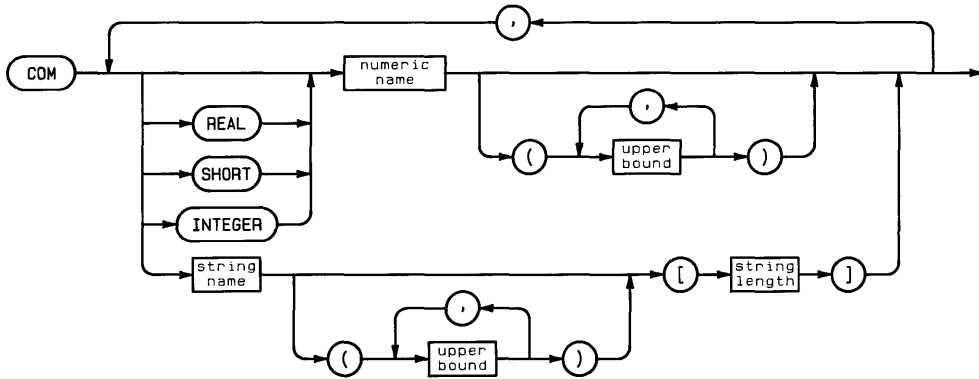 ,
COM
numeric
name
REAL
( , upper
bound )
SHORT
INTEGER
string
name
[ string
length ]
( , upper
bound )